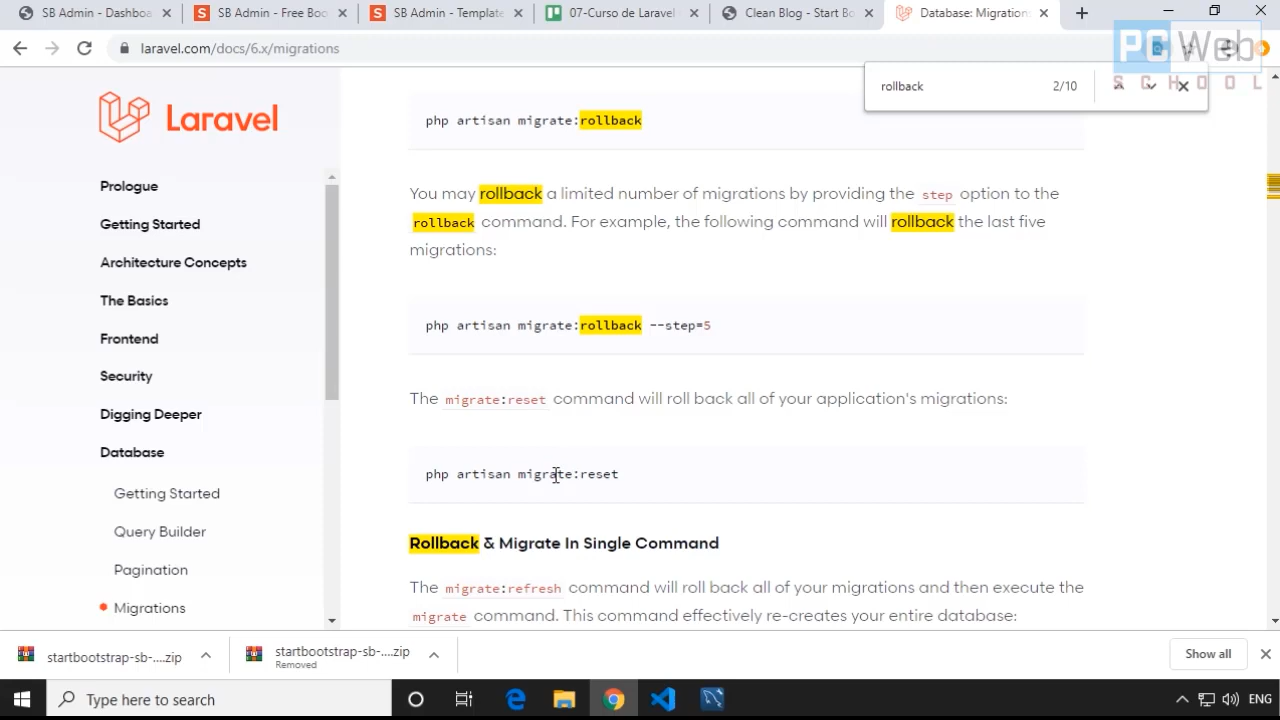 SB Admin - Dashboa
SB Admin - Free Boo
SB Admin - Template
07-Curso de Laravel
Clean Blog - Start Bo
Database: Migrations
laravel.com/docs/6.x/migrations
PCWeb
SCHOOL
rollback 2/10
Laravel
Prologue
Getting Started
Architecture Concepts
The Basics
Frontend
Security
Digging Deeper
Database
Getting Started
Query Builder
Pagination
Migrations
php artisan migrate:rollback
You may rollback a limited number of migrations by providing the step option to the
rollback command. For example, the following command will rollback the last five
migrations:
php artisan migrate:rollback --step=5
The migrate:reset command will roll back all of your application's migrations:
php artisan migrate:reset
Rollback & Migrate In Single Command
The migrate:refresh command will roll back all of your migrations and then execute the
migrate command. This command effectively re-creates your entire database:
startbootstrap-sb-....zip
startbootstrap-sb-....zip
Removed
Show all
Type here to search
ENG